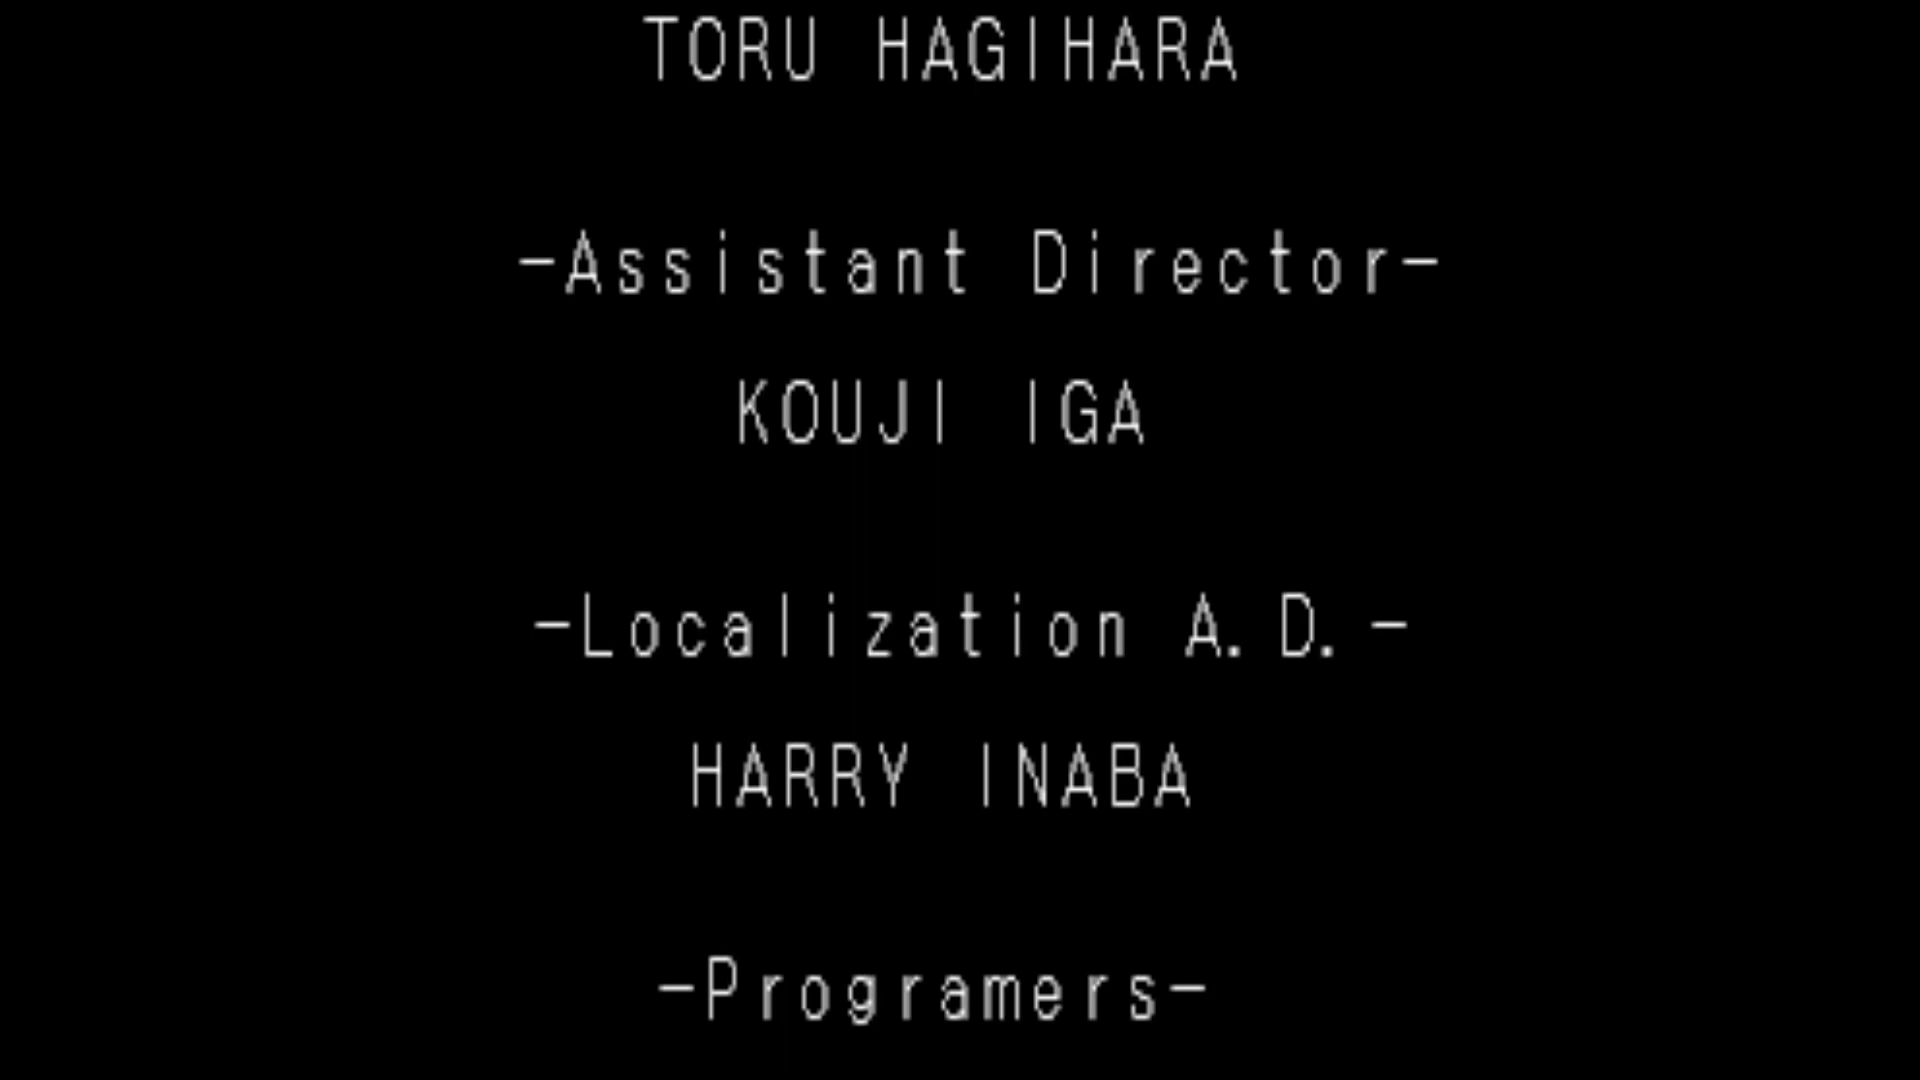 TORU HAGIHARA
-Assistant Director-
KOUJI IGA
-Localization A.D.-
HARRY INABA
-Programers-